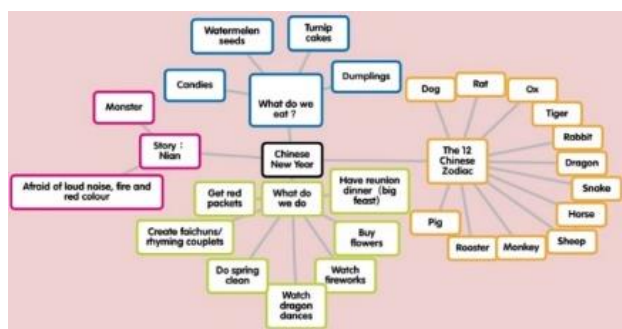 Watermelen
seeds
Turnip
cakes
Candies
What do we
eat ?
Dumplings
Monster
Story :
Nian
Afraid of loud noise, fire and
red colour
Chinese
New Year
Get red
packets
What do
we do
Have reunion
dinner (big
feast)
Create faichuns/
rhyming couplets
Buy
flowers
Do spring
clean
Watch
fireworks
Watch
dragon
dances
The 12
Chinese
Zodiac
Dog
Rat
Ox
Tiger
Rabbit
Dragon
Snake
Horse
Sheep
Monkey
Rooster
Pig